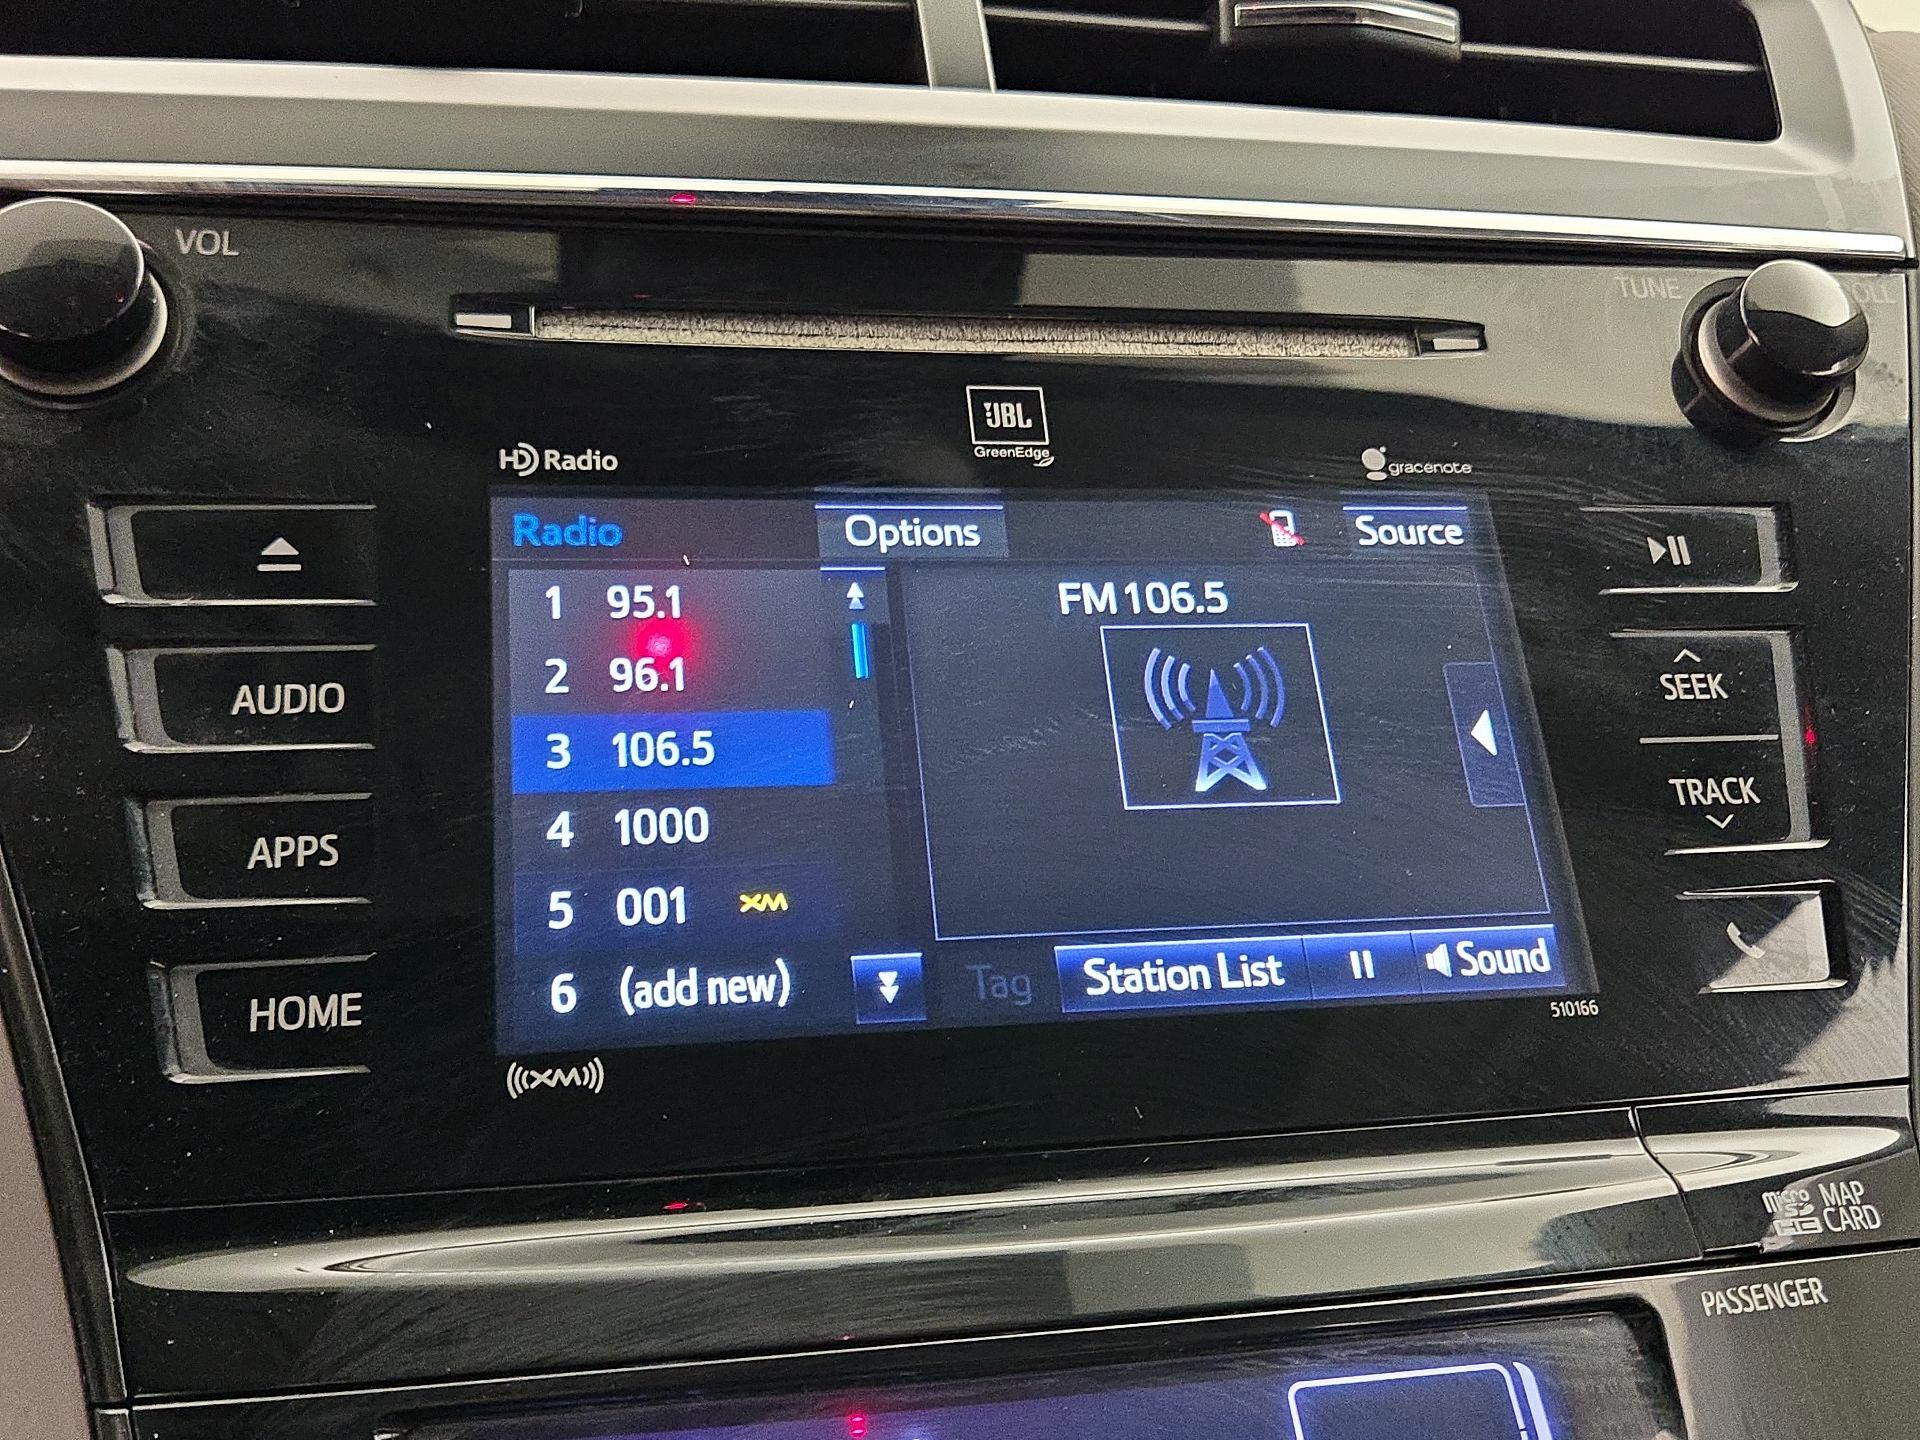 VOL
TUNE
JBL
GreenEdge
HD Radio
gracenote
Radio
Options
Source
1 95.1
2 96.1
3 106.5
4 1000
5 001 XM
6 (add new)
FM 106.5
Tag
Station List
Sound
510166
AUDIO
APPS
HOME
SEEK
TRACK
XM
micro SD HC
MAP CARD
PASSENGER